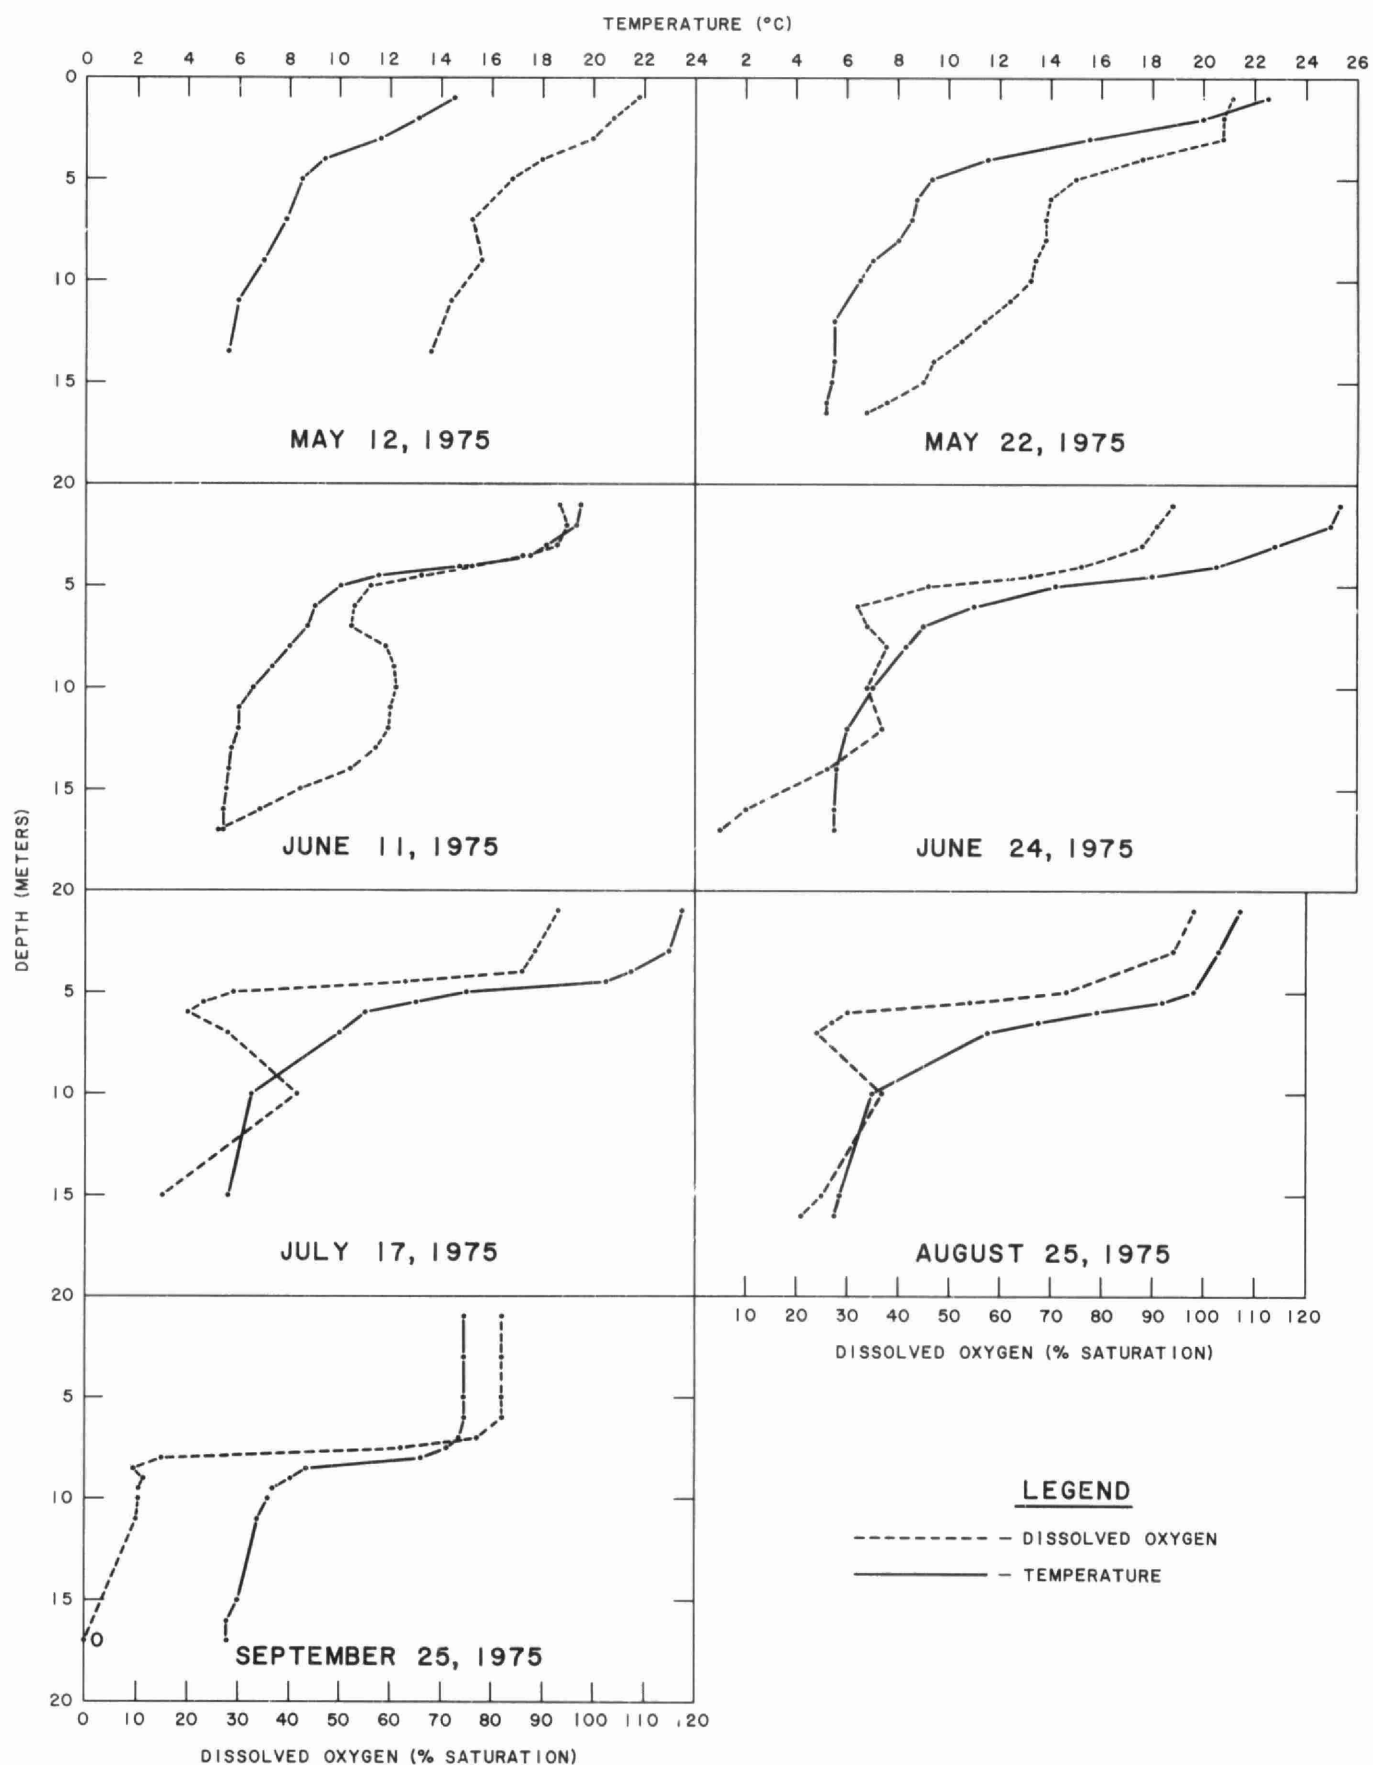 TEMPERATURE (°C)
0 2 4 6 8 10 12 14 16 18 20 22 24 2 4 6 8 10 12 14 16 18 20 22 24 26
0
5
10
15
MAY 12, 1975 MAY 22, 1975
20
5
10
15
JUNE 11, 1975 JUNE 24, 1975
20
DEPTH (METERS)
5
10
15
JULY 17, 1975 AUGUST 25, 1975
20
10 20 30 40 50 60 70 80 90 100 110 120
DISSOLVED OXYGEN (% SATURATION)
5
10
15
0
SEPTEMBER 25, 1975
20
0 10 20 30 40 50 60 70 80 90 100 110 120
DISSOLVED OXYGEN (% SATURATION)
LEGEND
- DISSOLVED OXYGEN
- TEMPERATURE